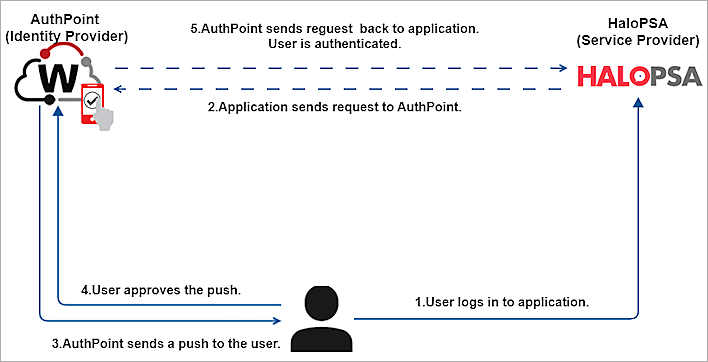 AuthPoint
(Identity Provider)
5.AuthPoint sends reguest back to application.
User is authenticated.
HaloPSA
(Service Provider)
W
HALOPSA
2.Application sends request to AuthPoint.
4.User approves the push.
1.User logs in to application.
3.AuthPoint sends a push to the user.